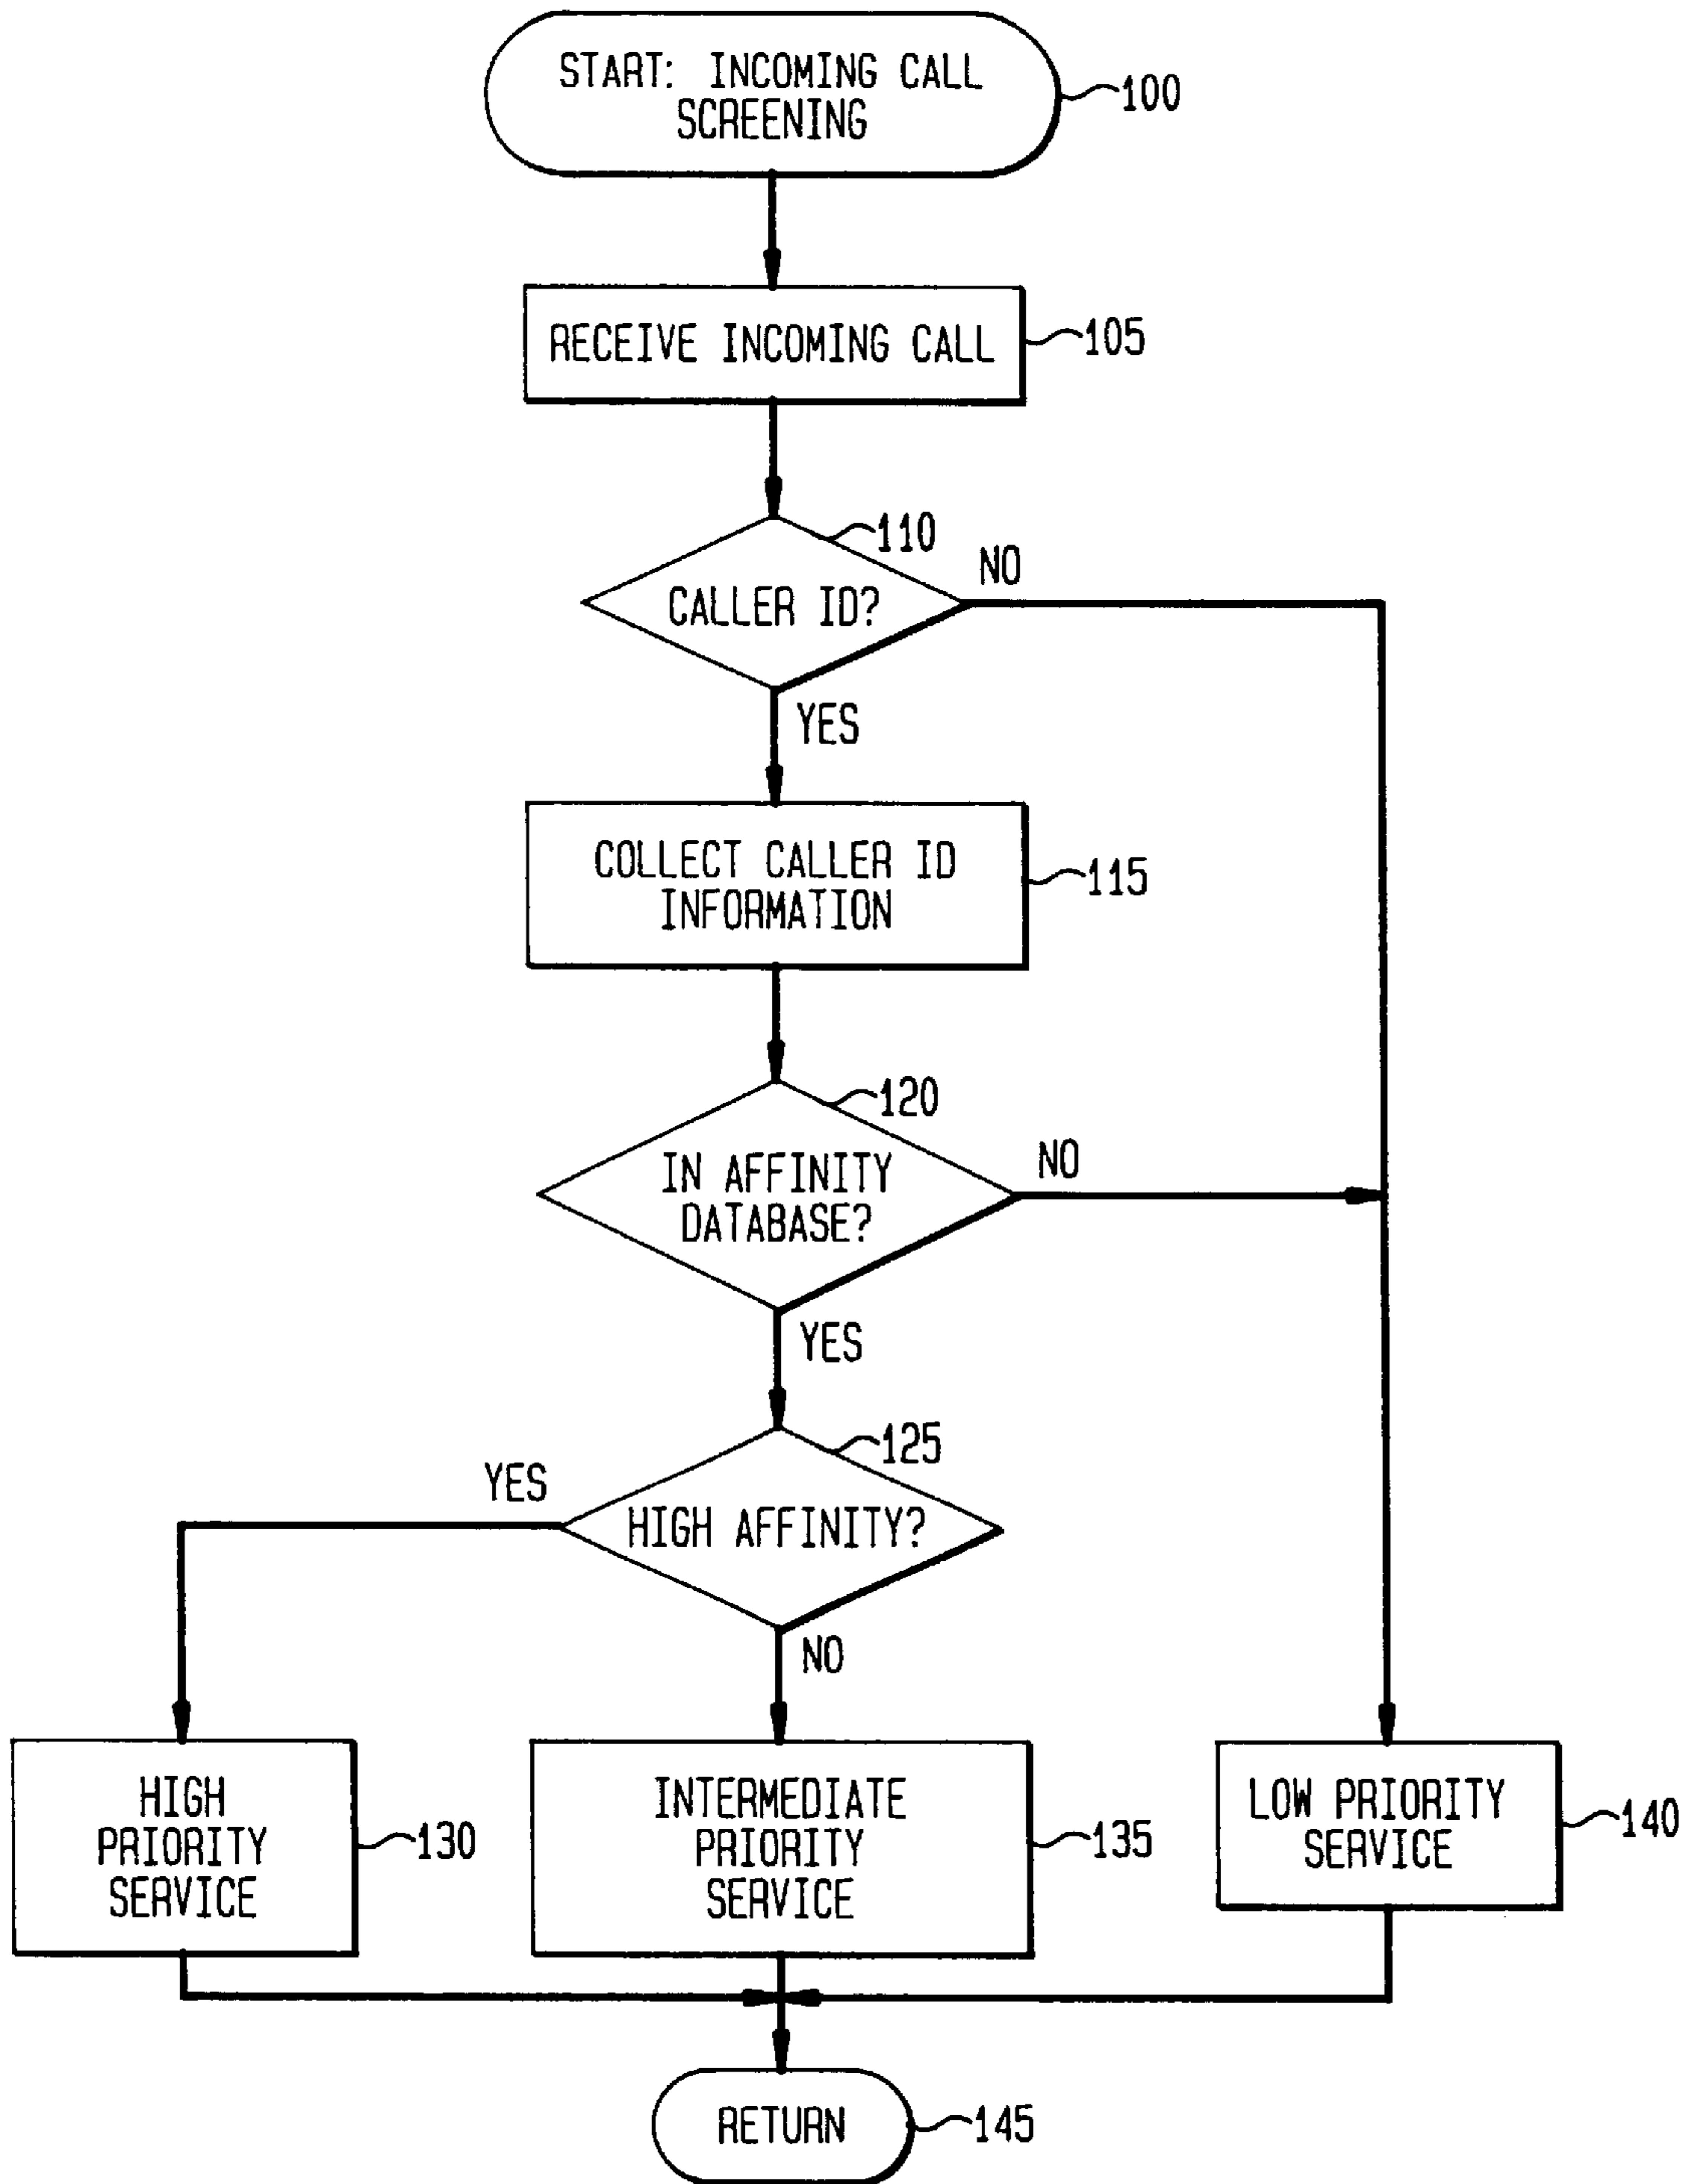 START: INCOMING CALL
SCREENING
100
RECEIVE INCOMING CALL
105
110
CALLER ID?
NO
YES
COLLECT CALLER ID
INFORMATION
115
120
IN AFFINITY
DATABASE?
NO
YES
125
YES
HIGH AFFINITY?
NO
HIGH
PRIORITY
SERVICE
130
INTERMEDIATE
PRIORITY
SERVICE
135
LOW PRIORITY
SERVICE
140
RETURN
145